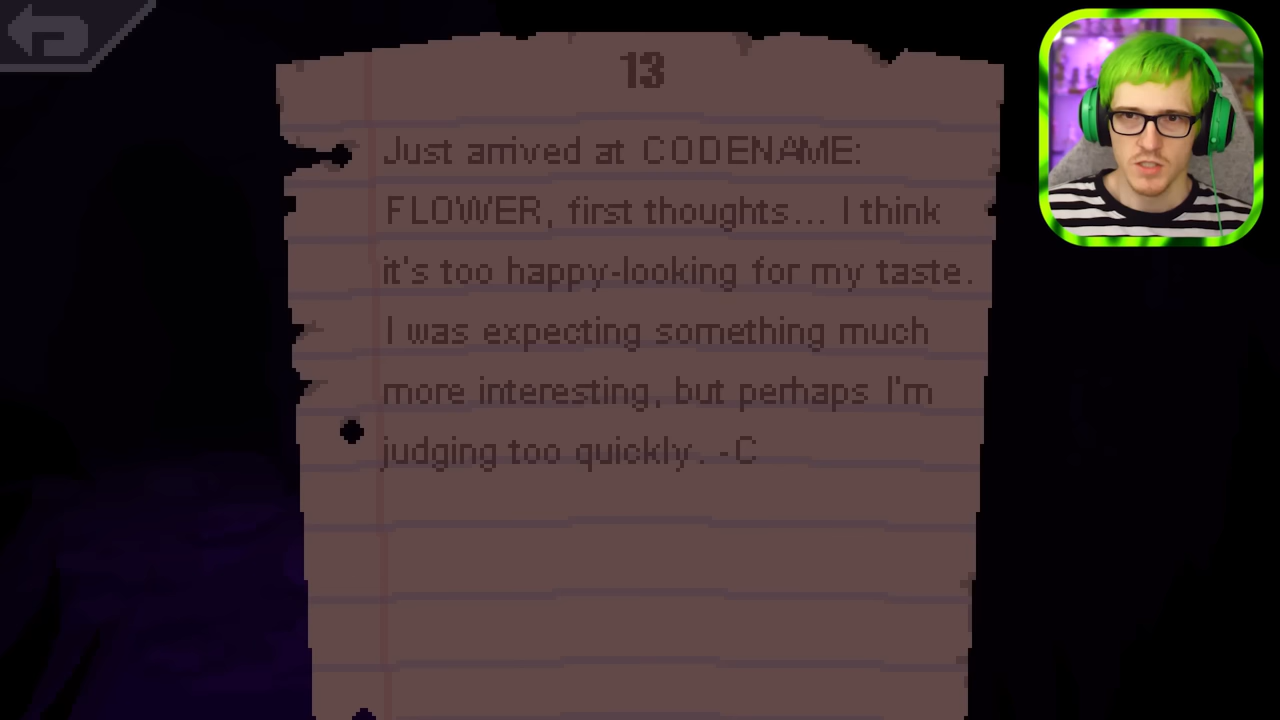 13
Just arrived at CODENAME:
FLOWER, first thoughts... I think
it's too happy-looking for my taste.
I was expecting something much
more interesting, but perhaps I'm
judging too quickly. -C